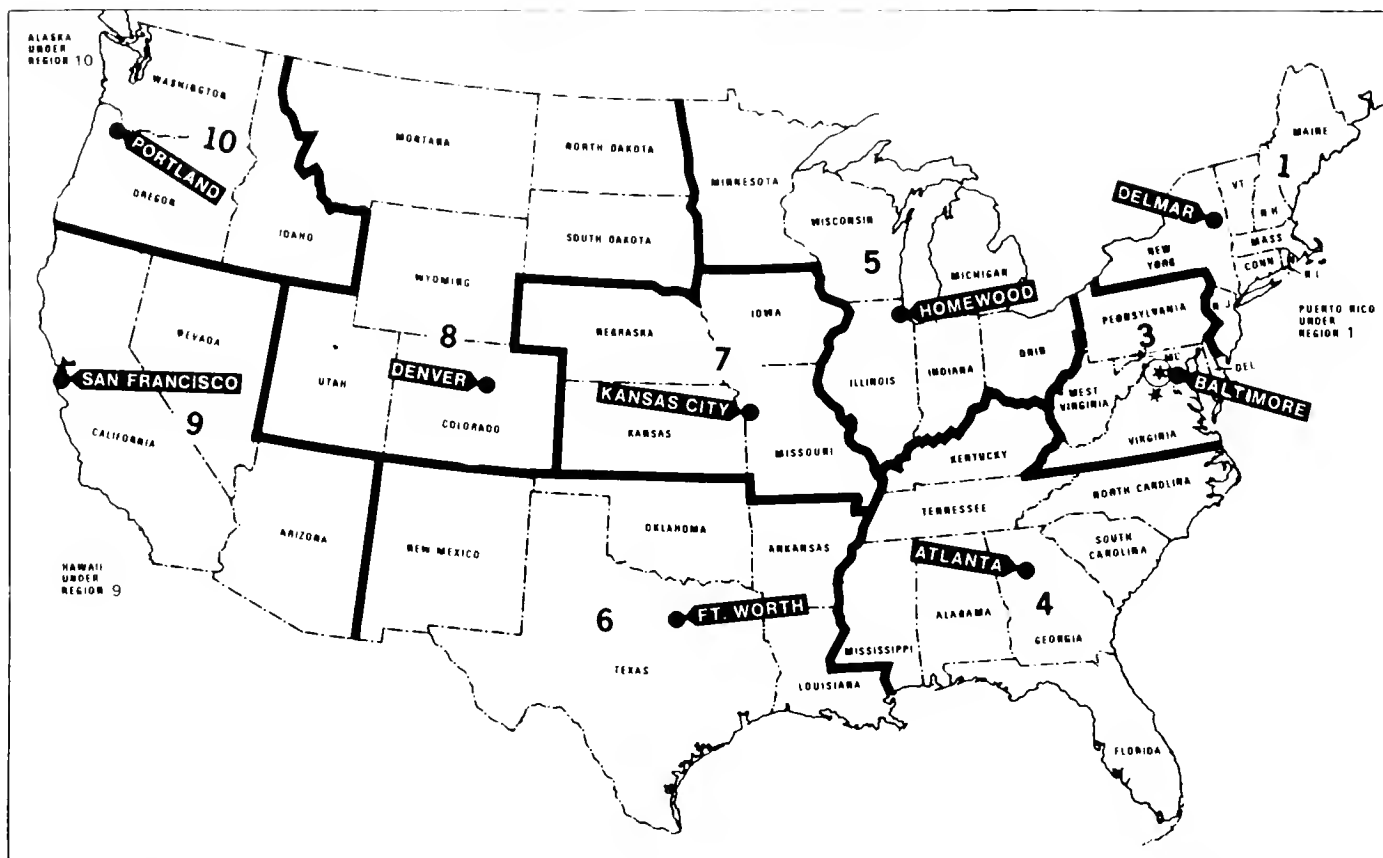 ALASKA
UNDER
REGION 10
WASHINGTON
10
PORTLAND
OREGON
IDAHO
MONTANA
NORTH DAKOTA
MINNESOTA
SOUTH DAKOTA
WYOMING
WISCONSIN
5
MICHIGAN
HOMEWOOD
MAINE
1
VT
N H
DELMAR
NEW
YORK
MASS
CONN
R I
N J
PUERTO RICO
UNDER
REGION 1
PENNSYLVANIA
3
MD
DEL
BALTIMORE
WEST
VIRGINIA
VIRGINIA
OHIO
INDIANA
ILLINOIS
IOWA
NEBRASKA
7
KANSAS CITY
KANSAS
MISSOURI
8
DENVER
COLORADO
UTAH
NEVADA
SAN FRANCISCO
9
CALIFORNIA
ARIZONA
NEW MEXICO
HAWAII
UNDER
REGION 9
OKLAHOMA
ARKANSAS
6
FT. WORTH
TEXAS
LOUISIANA
MISSISSIPPI
KENTUCKY
TENNESSEE
NORTH CAROLINA
SOUTH
CAROLINA
ATLANTA
4
ALABAMA
GEORGIA
FLORIDA